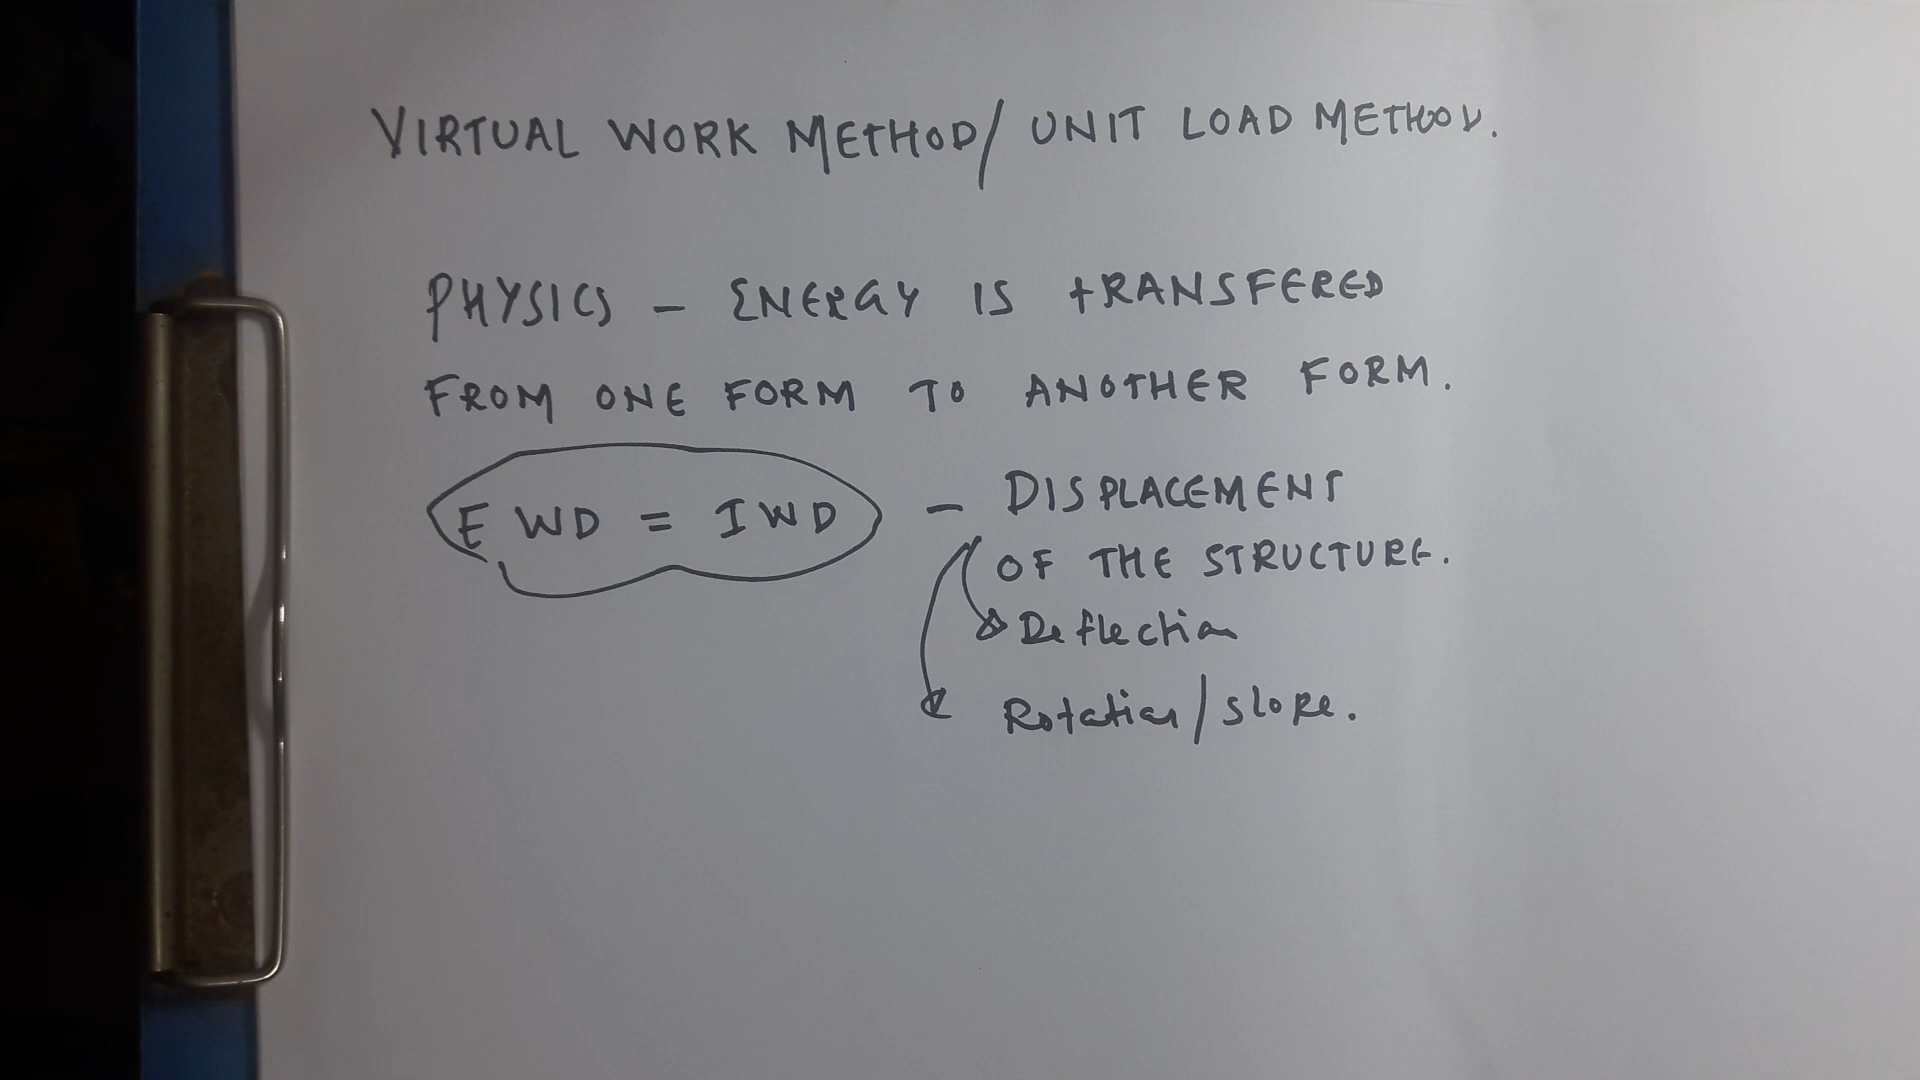 VIRTUAL WORK METHOD/ UNIT LOAD METHOD.
PHYSICS - ENERGY IS TRANSFERED
FROM ONE FORM TO ANOTHER FORM.
EWD = IWD - DISPLACEMENT
OF THE STRUCTURE.
Deflection
Rotation/slope.